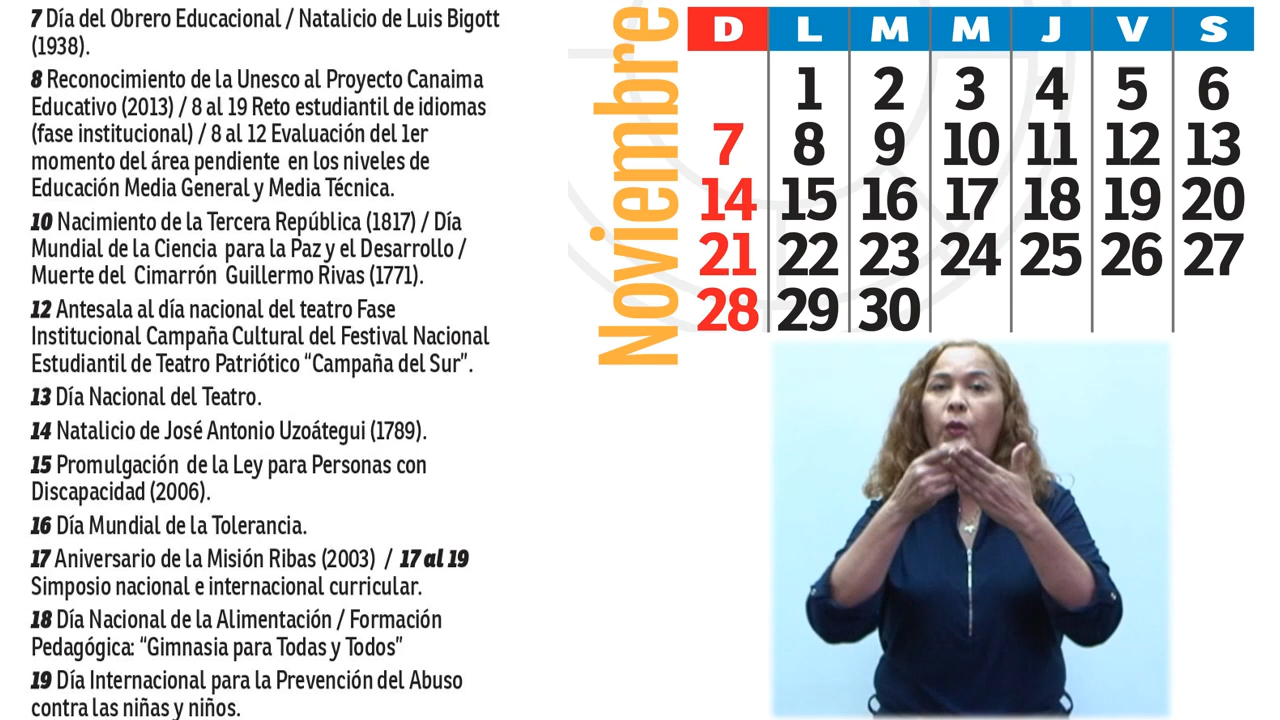 7 Día del Obrero Educacional / Natalicio de Luis Bigott
(1938).
8 Reconocimiento de la Unesco al Proyecto Canaima
Educativo (2013) / 8 al 19 Reto estudiantil de idiomas
(fase institucional) / 8 al 12 Evaluación del 1er
momento del área pendiente en los niveles de
Educación Media General y Media Técnica.
10 Nacimiento de la Tercera República (1817) / Día
Mundial de la Ciencia para la Paz y el Desarrollo /
Muerte del Cimarrón Guillermo Rivas (1771).
12 Antesala al día nacional del teatro Fase
Institucional Campaña Cultural del Festival Nacional
Estudiantil de Teatro Patriótico “Campaña del Sur”.
13 Día Nacional del Teatro.
14 Natalicio de José Antonio Uzoátegui (1789).
15 Promulgación de la Ley para Personas con
Discapacidad (2006).
16 Día Mundial de la Tolerancia.
17 Aniversario de la Misión Ribas (2003) / 17 al 19
Simposio nacional e internacional curricular.
18 Día Nacional de la Alimentación / Formación
Pedagógica: “Gimnasia para Todas y Todos”
19 Día Internacional para la Prevención del Abuso
contra las niñas y niños.
Noviembre
D L M M J V S
1 2 3 4 5 6
7 8 9 10 11 12 13
14 15 16 17 18 19 20
21 22 23 24 25 26 27
28 29 30